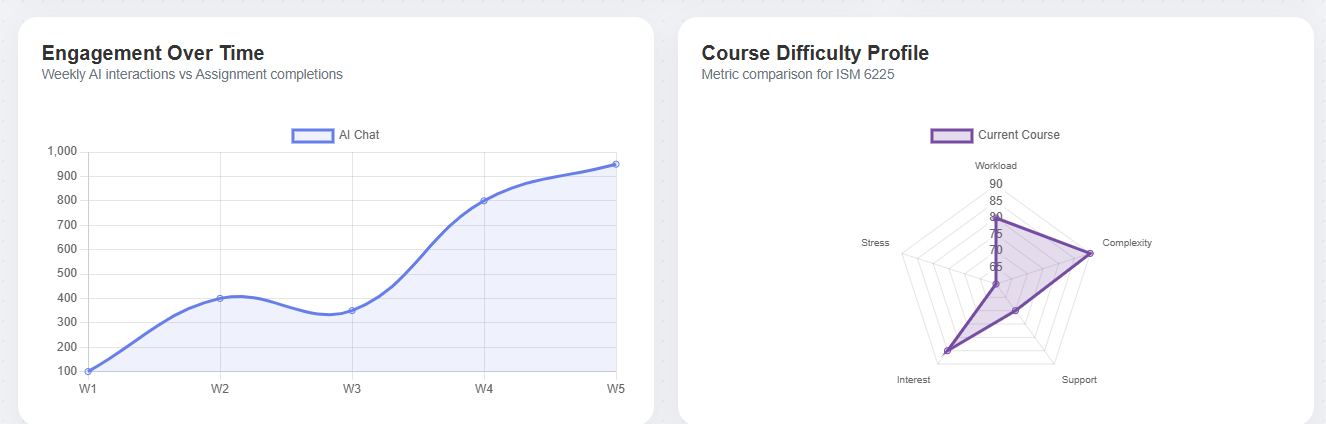 Engagement Over Time
Weekly AI interactions vs Assignment completions
AI Chat
1,000
900
800
700
600
500
400
300
200
100
W1 W2 W3 W4 W5
Course Difficulty Profile
Metric comparison for ISM 6225
Current Course
Workload
90
85
80
75
70
65
Stress
Complexity
Interest
Support